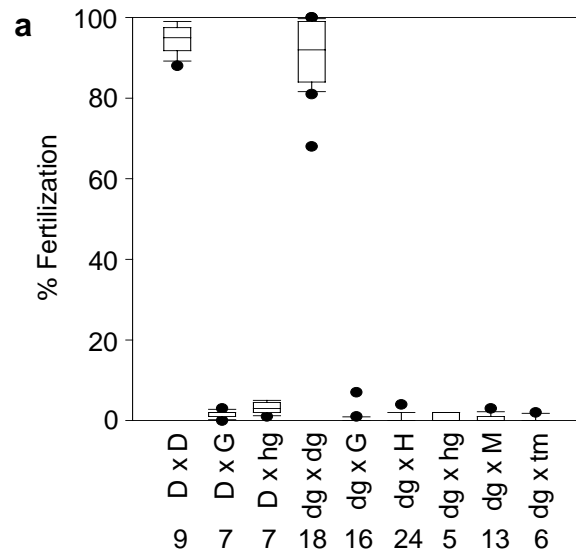 a
% Fertilization
100
80
60
40
20
0
D x D
D x G
D x hg
dg x dg
dg x G
dg x H
dg x hg
dg x M
dg x tm
9 7 7 18 16 24 5 13 6